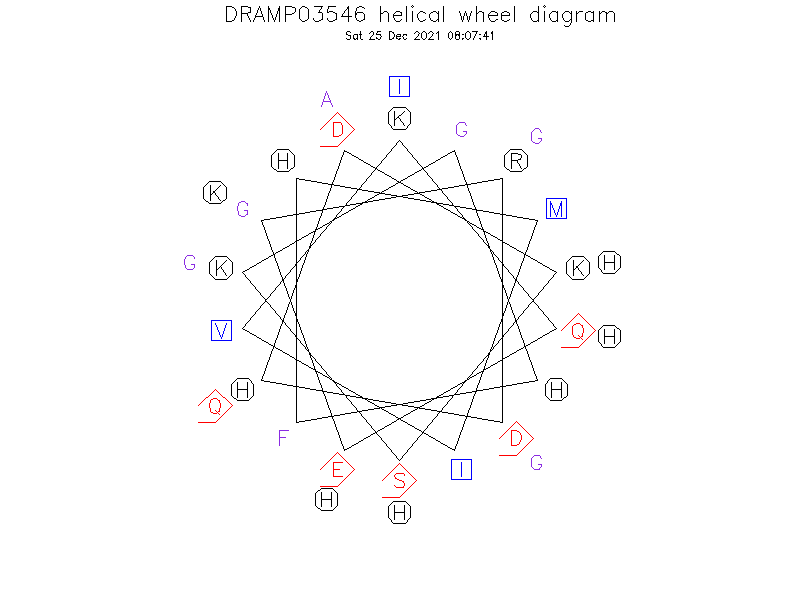 DRAMP03546 helical wheel diagram
Sat 25 Dec 2021 08:07:41
I
A
K
D
G
G
H
R
K
G
M
G
K
K
H
V
Q
H
Q
H
H
F
D
G
E
I
S
H
H